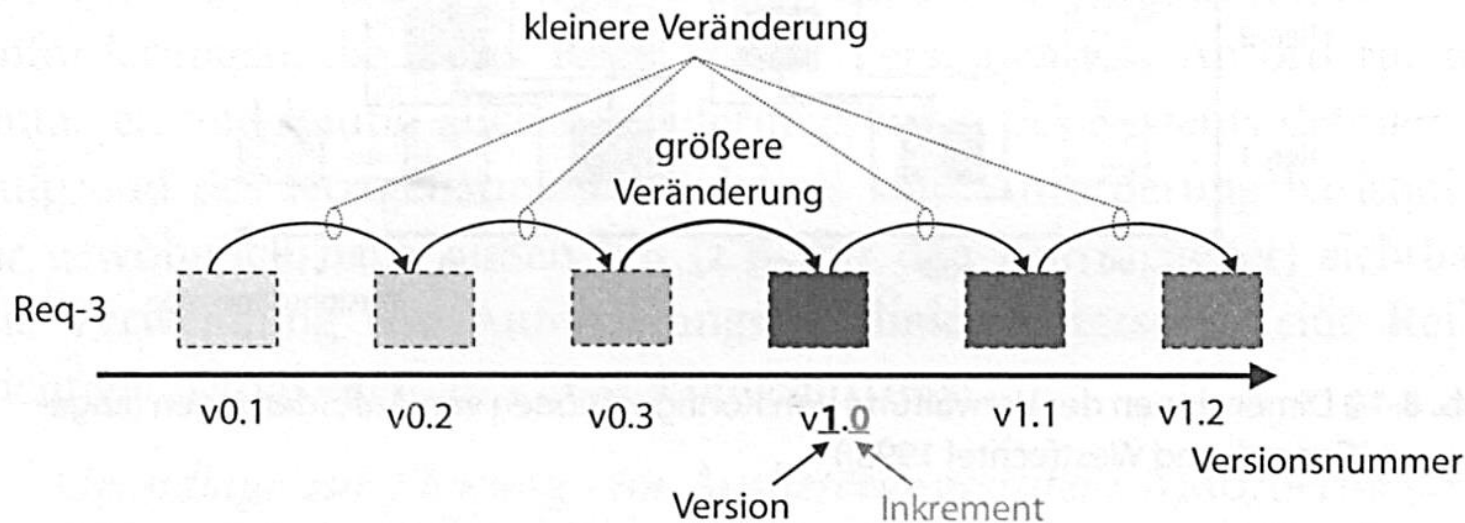 kleinere Veränderung
größere
Veränderung
Req-3
v0.1 v0.2 v0.3 v1.0 v1.1 v1.2
Versionsnummer
Version Inkrement